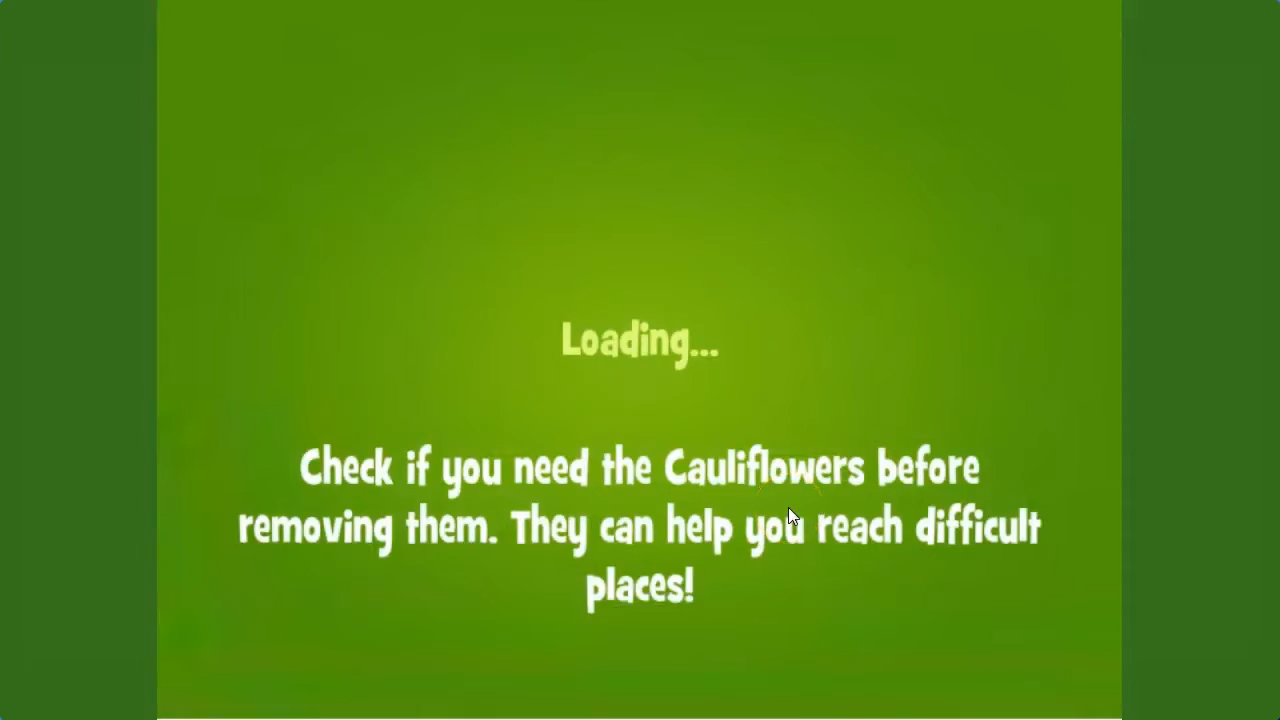 Loading...
Check if you need the Cauliflowers before
removing them. They can help you reach difficult
places!